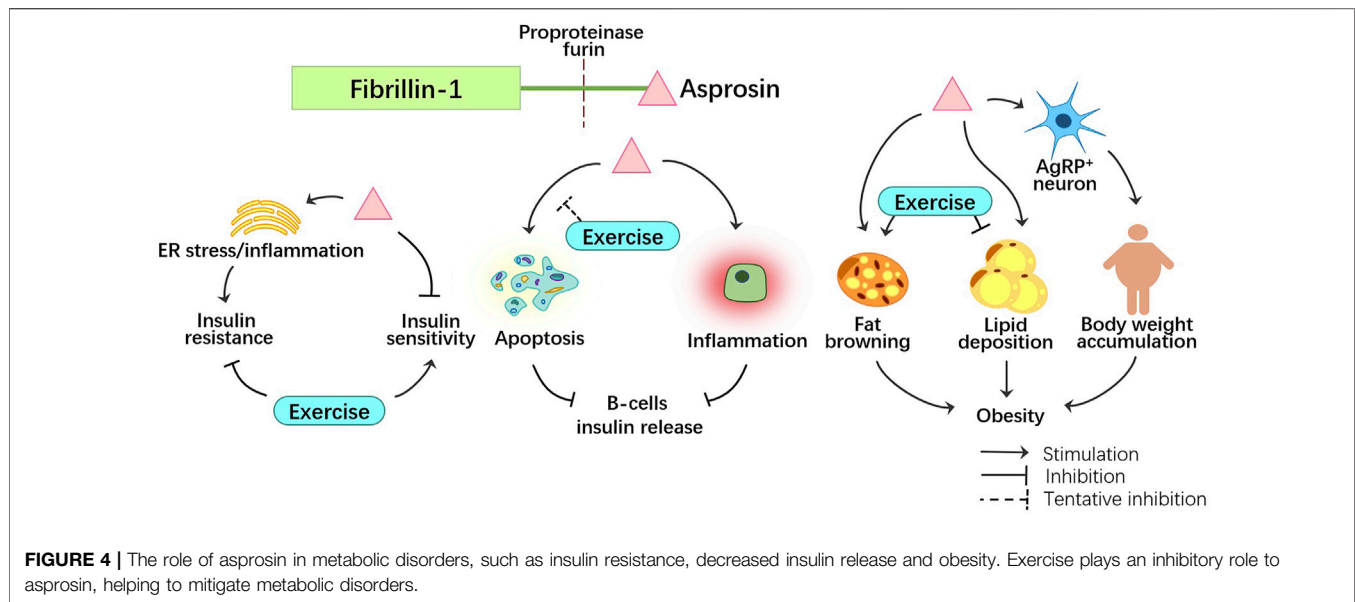 Proproteinase
furin
Fibrillin-1
Asprosin
ER stress/inflammation
Insulin
resistance
Insulin
sensitivity
Exercise
Exercise
Apoptosis
Inflammation
B-cells
insulin release
AgRP⁺
neuron
Exercise
Fat
browning
Lipid
deposition
Body weight
accumulation
Obesity
Stimulation
Inhibition
Tentative inhibition
FIGURE 4 | The role of asprosin in metabolic disorders, such as insulin resistance, decreased insulin release and obesity. Exercise plays an inhibitory role to
asprosin, helping to mitigate metabolic disorders.